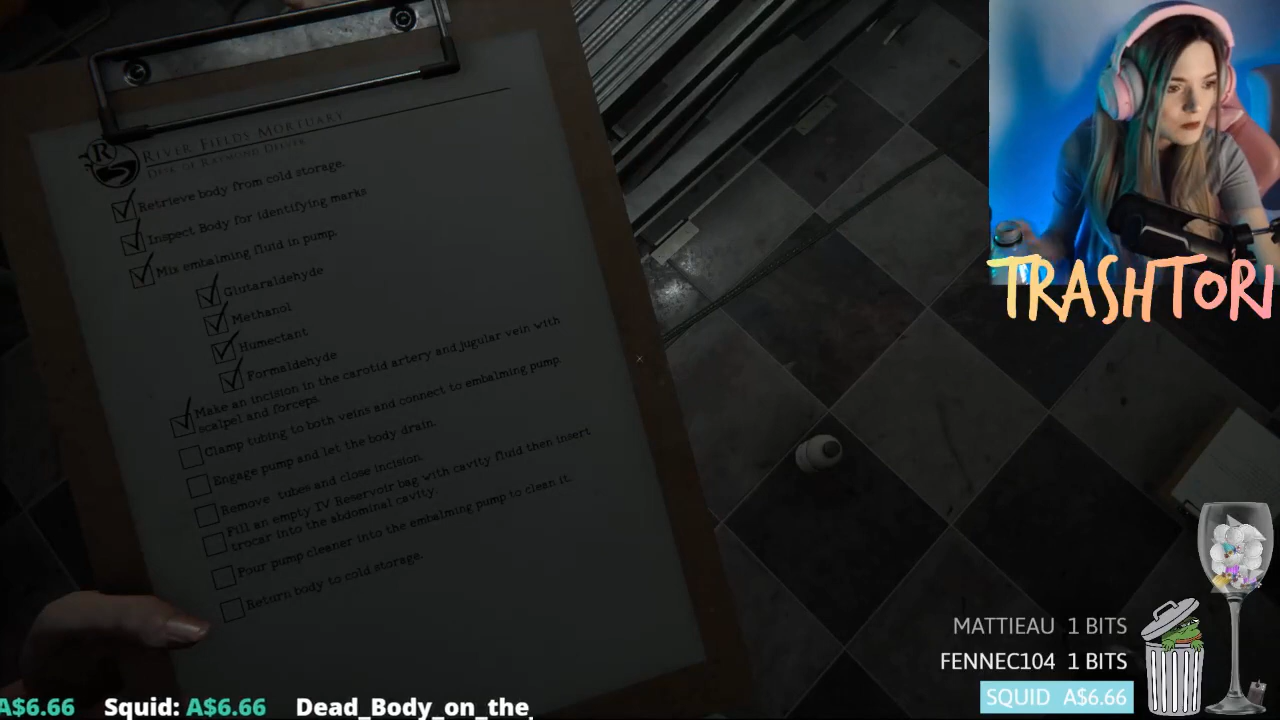 RIVER FIELDS MORTUARY
DESK OF RAYMOND DELVER
Retrieve body from cold storage.
Inspect Body for identifying marks
Mix embalming fluid in pump.
Glutaraldehyde
Methanol
Humectant
Formaldehyde
Make an incision in the carotid artery and jugular vein with
scalpel and forceps.
Clamp tubing to both veins and connect to embalming pump.
Engage pump and let the body drain.
Remove tubes and close incision.
Fill an empty IV Reservoir bag with cavity fluid then insert
trocar into the abdominal cavity.
Pour pump cleaner into the embalming pump to clean it.
Return body to cold storage.
TRASHTORI
MATTIEAU 1 BITS
FENNEC104 1 BITS
SQUID A$6.66
A$6.66 Squid: A$6.66 Dead_Body_on_the_